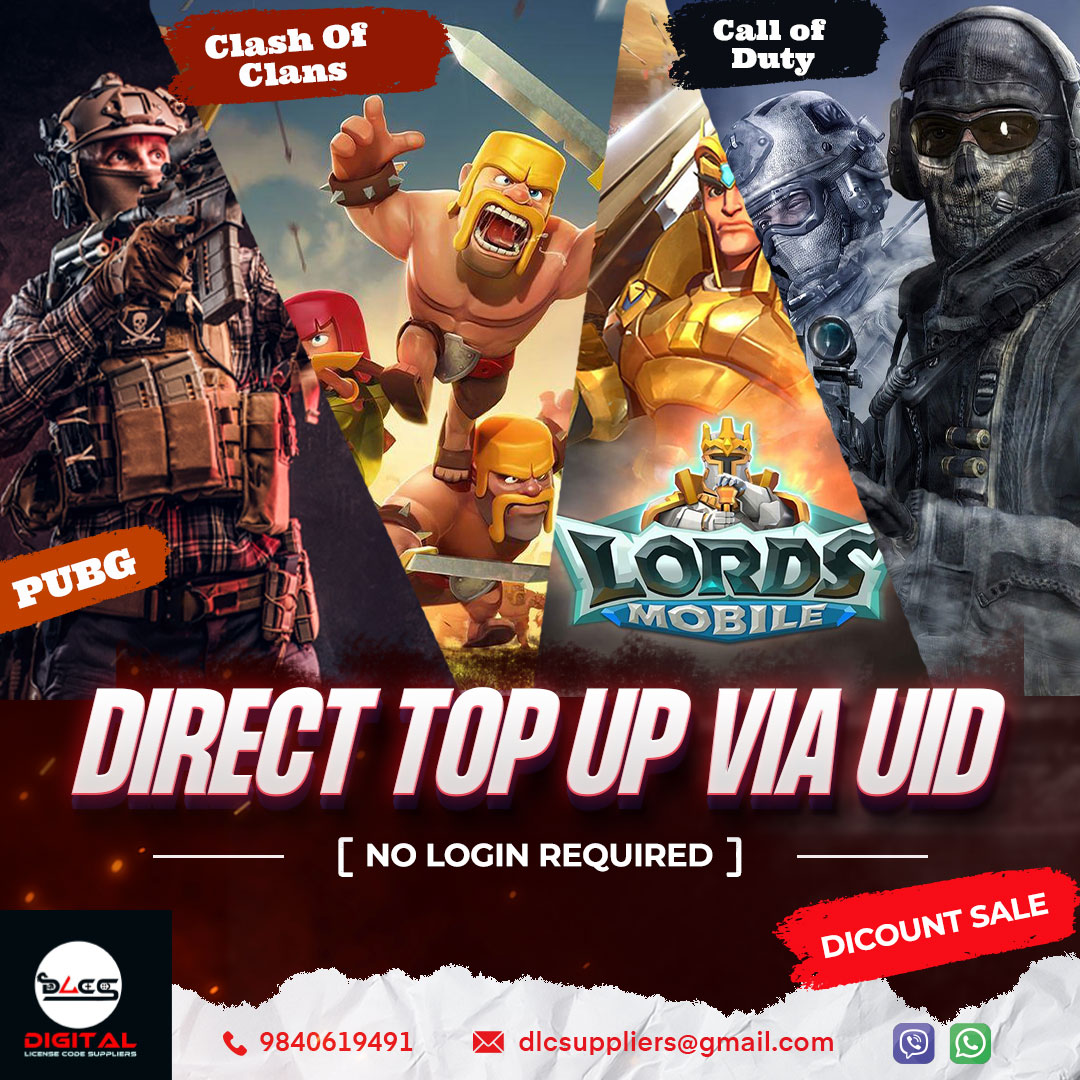 Clash Of
Clans
Call of
Duty
PUBG
LORDS
MOBILE
DIRECT TOP UP VIA UID
[ NO LOGIN REQUIRED ]
DICOUNT SALE
DLCS
DIGITAL
LICENSE CODE SUPPLIERS
9840619491
dlcsuppliers@gmail.com